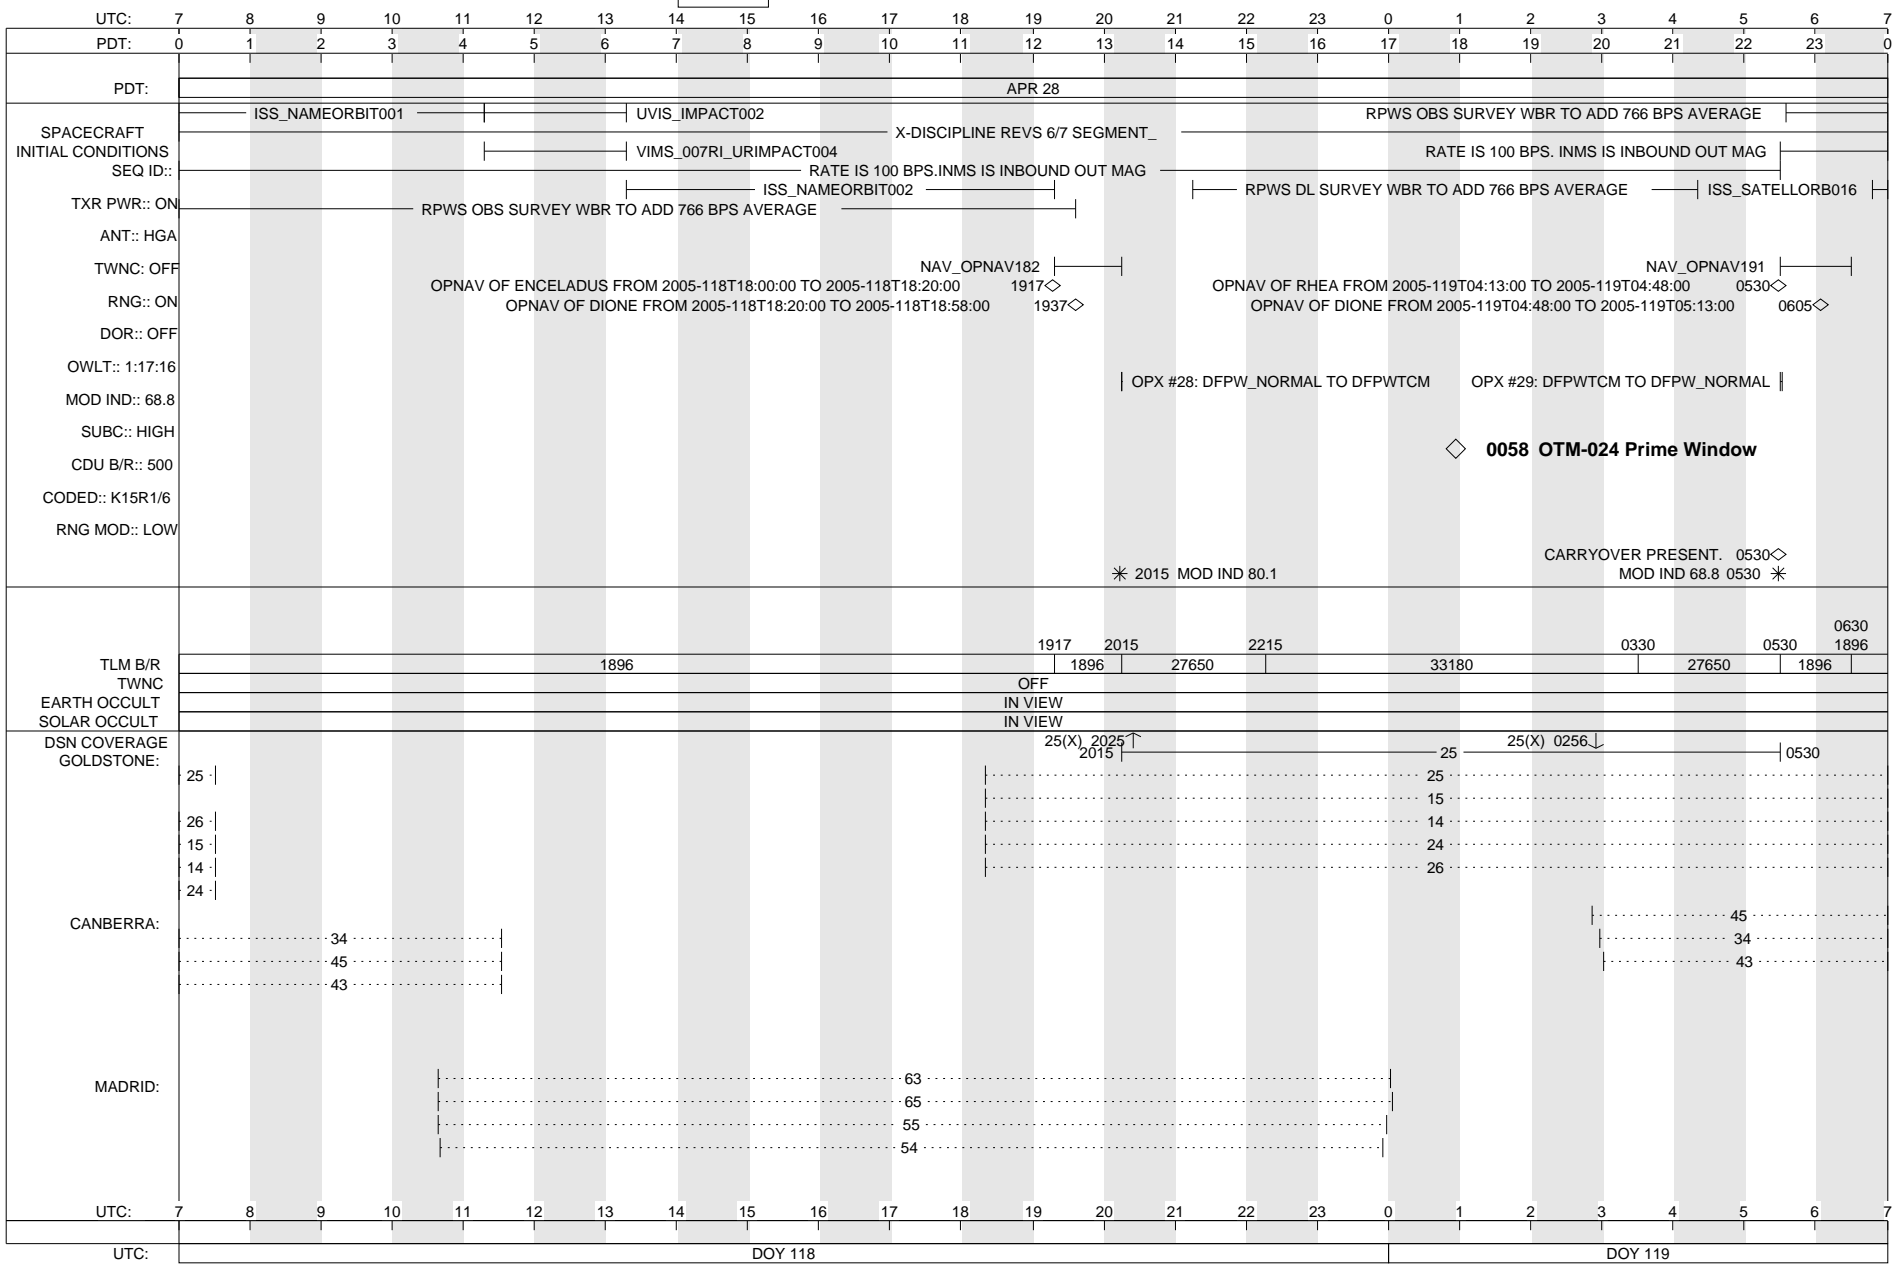 UTC: 7 8 9 10 11 12 13 14 15 16 17 18 19 20 21 22 23 0 1 2 3 4 5 6 7
PDT: 0 1 2 3 4 5 6 7 8 9 10 11 12 13 14 15 16 17 18 19 20 21 22 23 0
PDT: APR 28
ISS_NAMEORBIT001 UVIS_IMPACT002 RPWS OBS SURVEY WBR TO ADD 766 BPS AVERAGE
SPACECRAFT X-DISCIPLINE REVS 6/7 SEGMENT_
INITIAL CONDITIONS VIMS_007RI_URIMPACT004 RATE IS 100 BPS. INMS IS INBOUND OUT MAG
SEQ ID:: RATE IS 100 BPS.INMS IS INBOUND OUT MAG
ISS_NAMEORBIT002 RPWS DL SURVEY WBR TO ADD 766 BPS AVERAGE ISS_SATELLORB016
TXR PWR:: ON RPWS OBS SURVEY WBR TO ADD 766 BPS AVERAGE
ANT:: HGA
TWNC: OFF NAV_OPNAV182 NAV_OPNAV191
OPNAV OF ENCELADUS FROM 2005-118T18:00:00 TO 2005-118T18:20:00 1917 OPNAV OF RHEA FROM 2005-119T04:13:00 TO 2005-119T04:48:00 0530
RNG:: ON OPNAV OF DIONE FROM 2005-118T18:20:00 TO 2005-118T18:58:00 1937 OPNAV OF DIONE FROM 2005-119T04:48:00 TO 2005-119T05:13:00 0605
DOR:: OFF
OWLT:: 1:17:16
OPX #28: DFPW_NORMAL TO DFPWTCM OPX #29: DFPWTCM TO DFPW_NORMAL
MOD IND:: 68.8
SUBC:: HIGH
0058 OTM-024 Prime Window
CDU B/R:: 500
CODED:: K15R1/6
RNG MOD:: LOW
CARRYOVER PRESENT. 0530
2015 MOD IND 80.1 MOD IND 68.8 0530
0630
1917 2015 2215 0330 0530 1896
TLM B/R 1896 1896 27650 33180 27650 1896
TWNC OFF
EARTH OCCULT IN VIEW
SOLAR OCCULT IN VIEW
DSN COVERAGE 25(X) 2025 25(X) 0256
GOLDSTONE: 2015 25 0530
25 25
15
26 14
15 24
14 26
24
CANBERRA: 45
34 34
45 43
43
MADRID: 63
65
55
54
UTC: 7 8 9 10 11 12 13 14 15 16 17 18 19 20 21 22 23 0 1 2 3 4 5 6 7
UTC: DOY 118 DOY 119